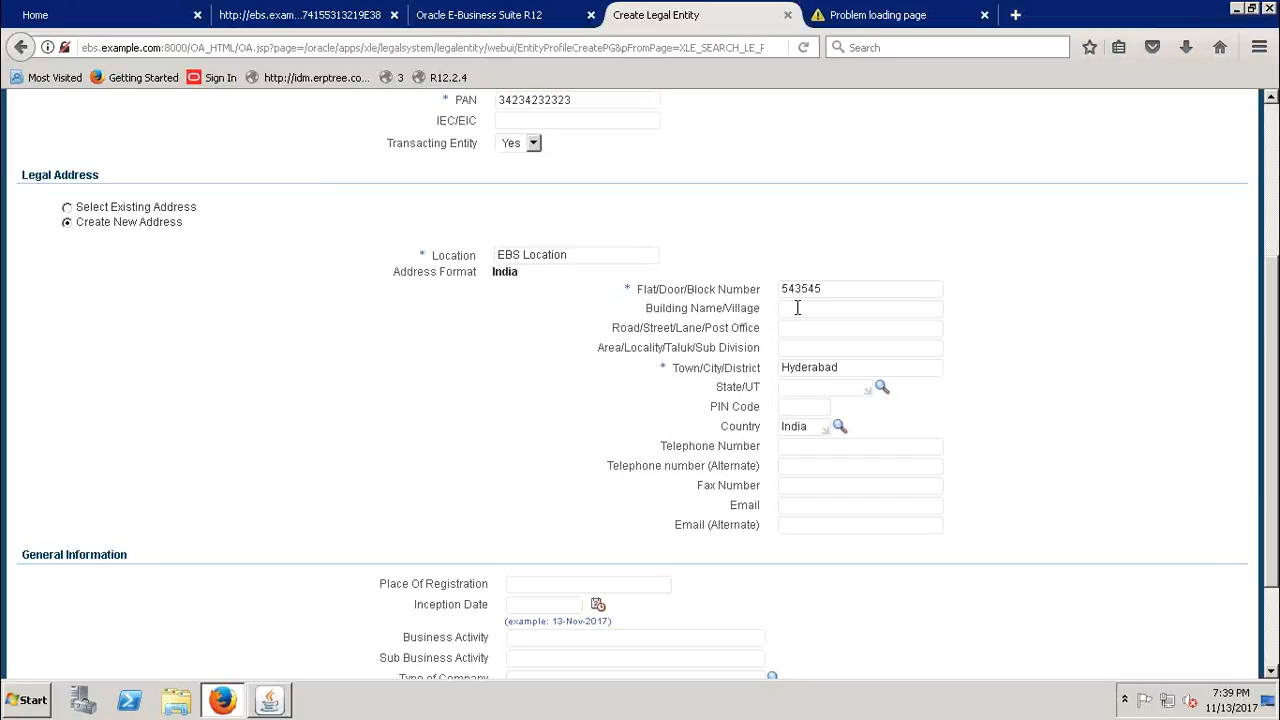 Home
http://ebs.exam...74155313219E38
Oracle E-Business Suite R12
Create Legal Entity
Problem loading page
ebs.example.com:8000/OA_HTML/OA.jsp?page=/oracle/apps/xle/legalsystem/legalentity/webui/EntityProfileCreatePG&pFromPage=XLE_SEARCH_LE_F
Search
Most Visited
Getting Started
Sign In
http://idm.erptree.co...
3
R12.2.4
* PAN 34234232323
IEC/EIC
Transacting Entity Yes
Legal Address
Select Existing Address
Create New Address
* Location EBS Location
Address Format India
* Flat/Door/Block Number 543545
Building Name/Village
Road/Street/Lane/Post Office
Area/Locality/Taluk/Sub Division
* Town/City/District Hyderabad
State/UT
PIN Code
Country India
Telephone Number
Telephone number (Alternate)
Fax Number
Email
Email (Alternate)
General Information
Place Of Registration
Inception Date
(example: 13-Nov-2017)
Business Activity
Sub Business Activity
Type of Company
Start
7:39 PM
11/13/2017